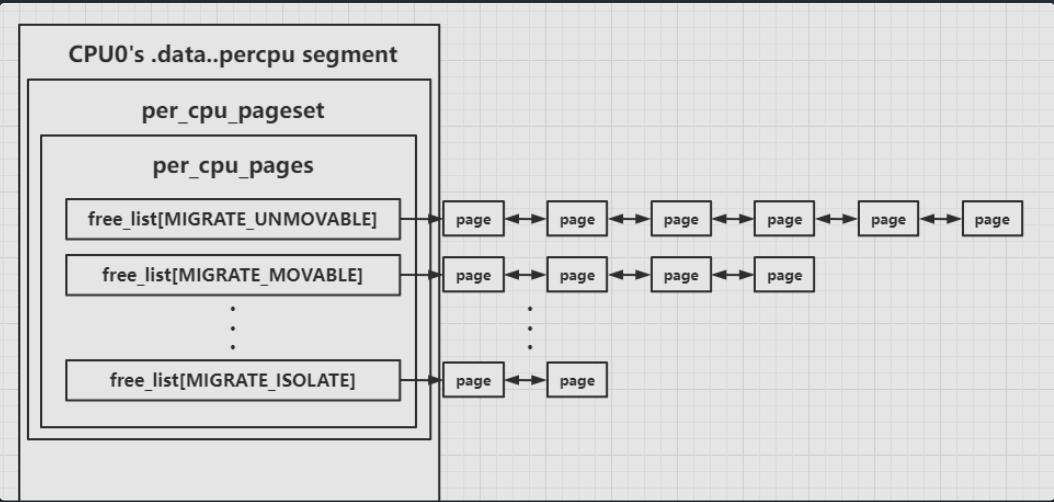 CPU0's .data..percpu segment
per_cpu_pageset
per_cpu_pages
free_list[MIGRATE_UNMOVABLE] page page page page page page
free_list[MIGRATE_MOVABLE] page page page page
free_list[MIGRATE_ISOLATE] page page